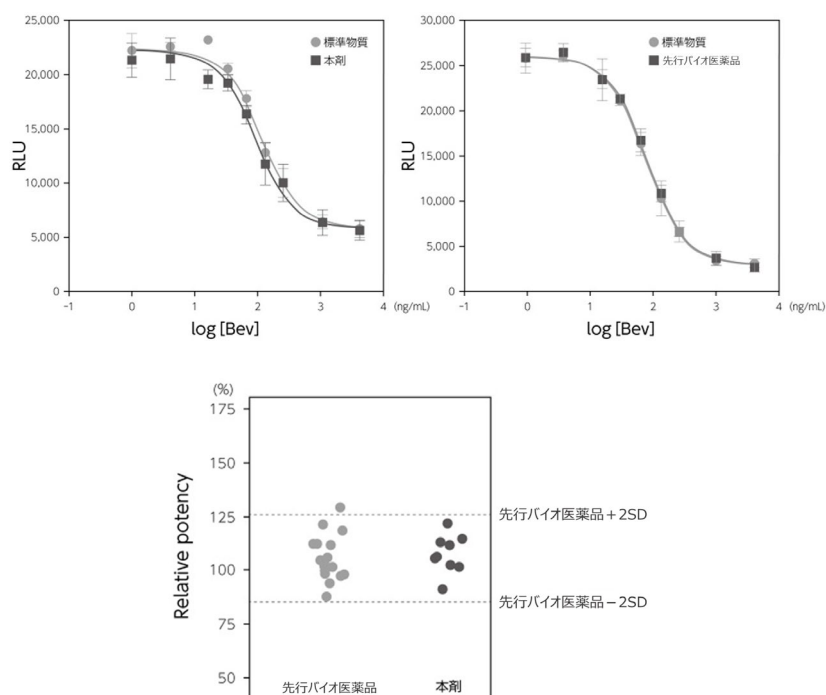 25,000
20,000
15,000
10,000
5,000
0
RLU
標準物質
本剤
-1
0
1
2
3
4
(ng/mL)
log [Bev]
30,000
25,000
20,000
15,000
10,000
5,000
0
RLU
標準物質
先行バイオ医薬品
-1
0
1
2
3
4
(ng/mL)
log [Bev]
(%)
175
150
125
100
75
50
Relative potency
先行バイオ医薬品+2SD
先行バイオ医薬品-2SD
先行バイオ医薬品
本剤